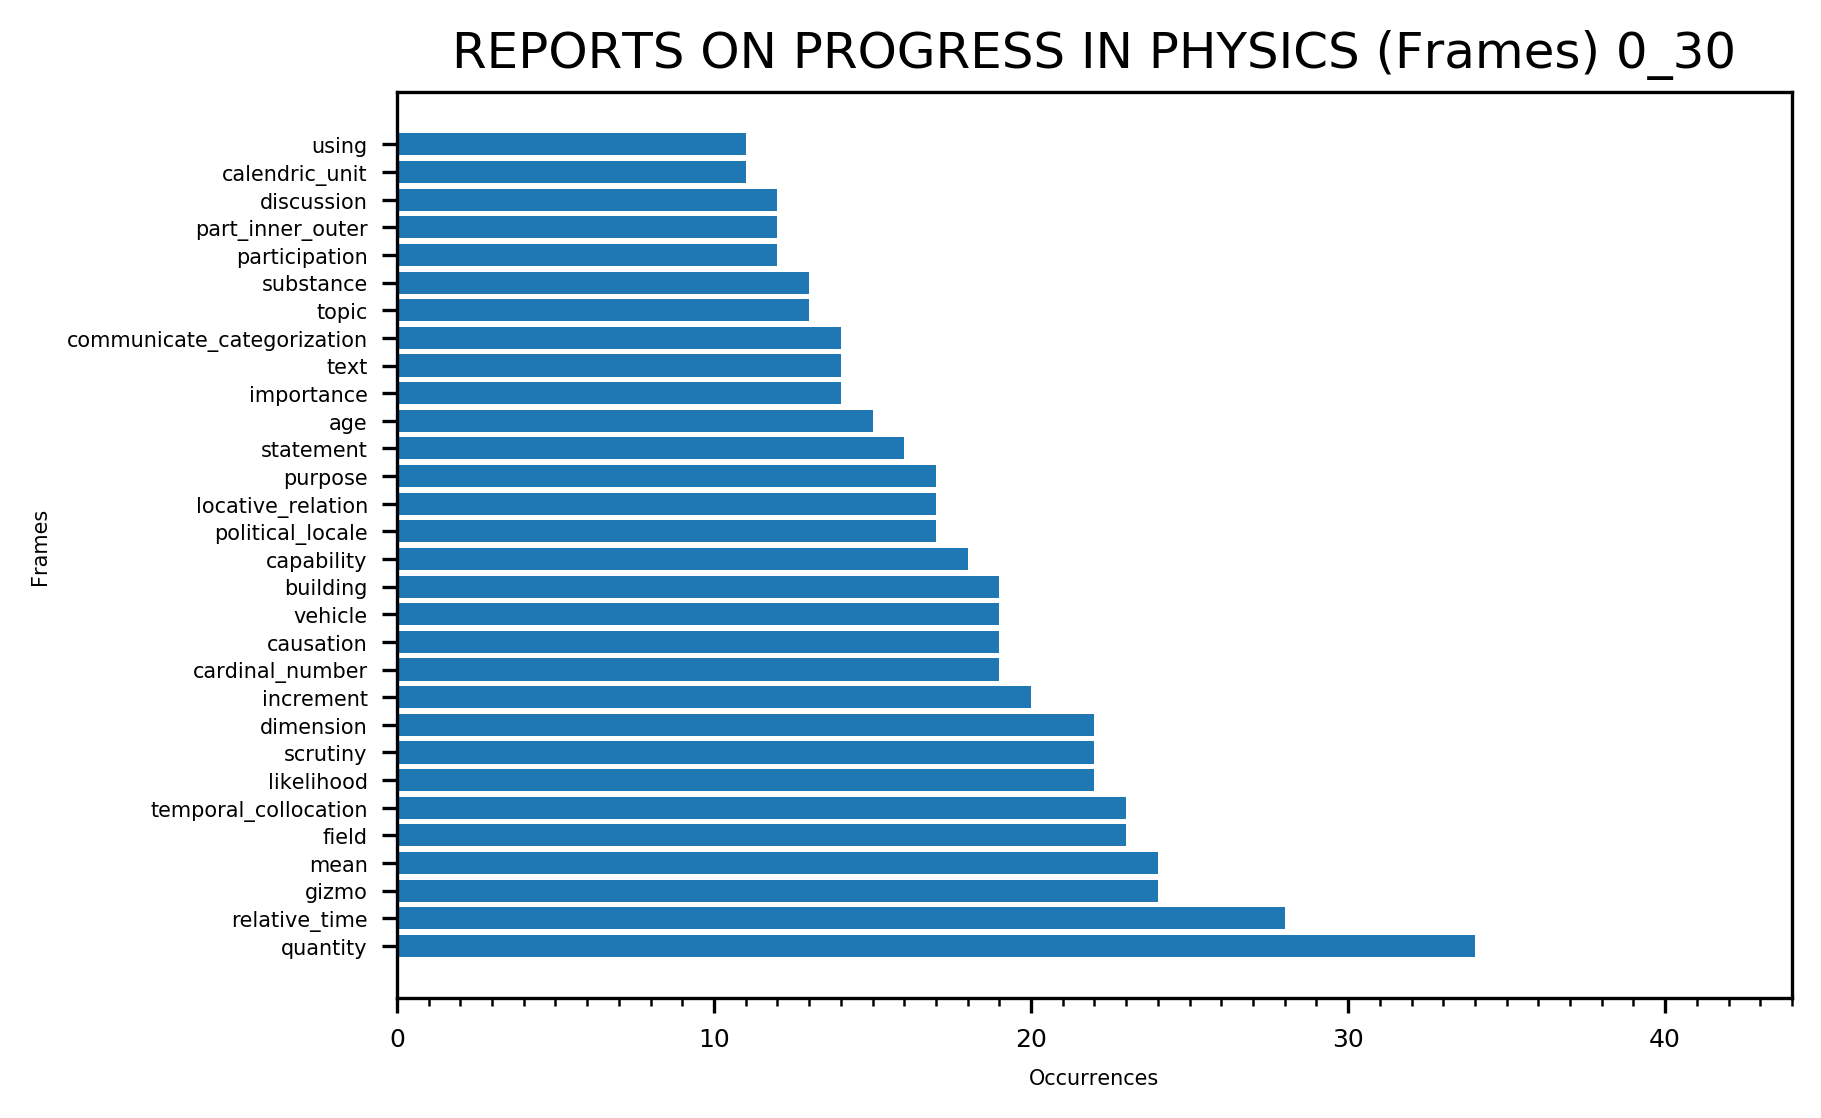 REPORTS ON PROGRESS IN PHYSICS (Frames) 0_30
using
calendric_unit
discussion
part_inner_outer
participation
substance
topic
communicate_categorization
text
importance
age
statement
purpose
locative_relation
political_locale
capability
building
vehicle
causation
cardinal_number
increment
dimension
scrutiny
likelihood
temporal_collocation
field
mean
gizmo
relative_time
quantity
Frames
0 10 20 30 40
Occurrences